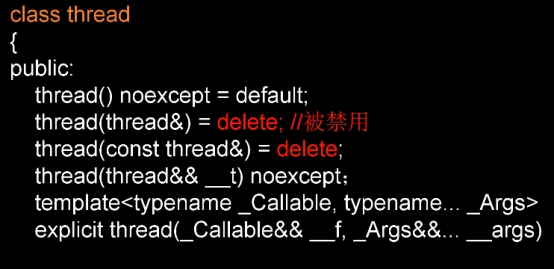 class thread
{
public:
thread() noexcept = default;
thread(thread&) = delete; //被禁用
thread(const thread&) = delete;
thread(thread&& __t) noexcept；
template<typename _Callable, typename... _Args>
explicit thread(_Callable&& __f, _Args&&... __args)